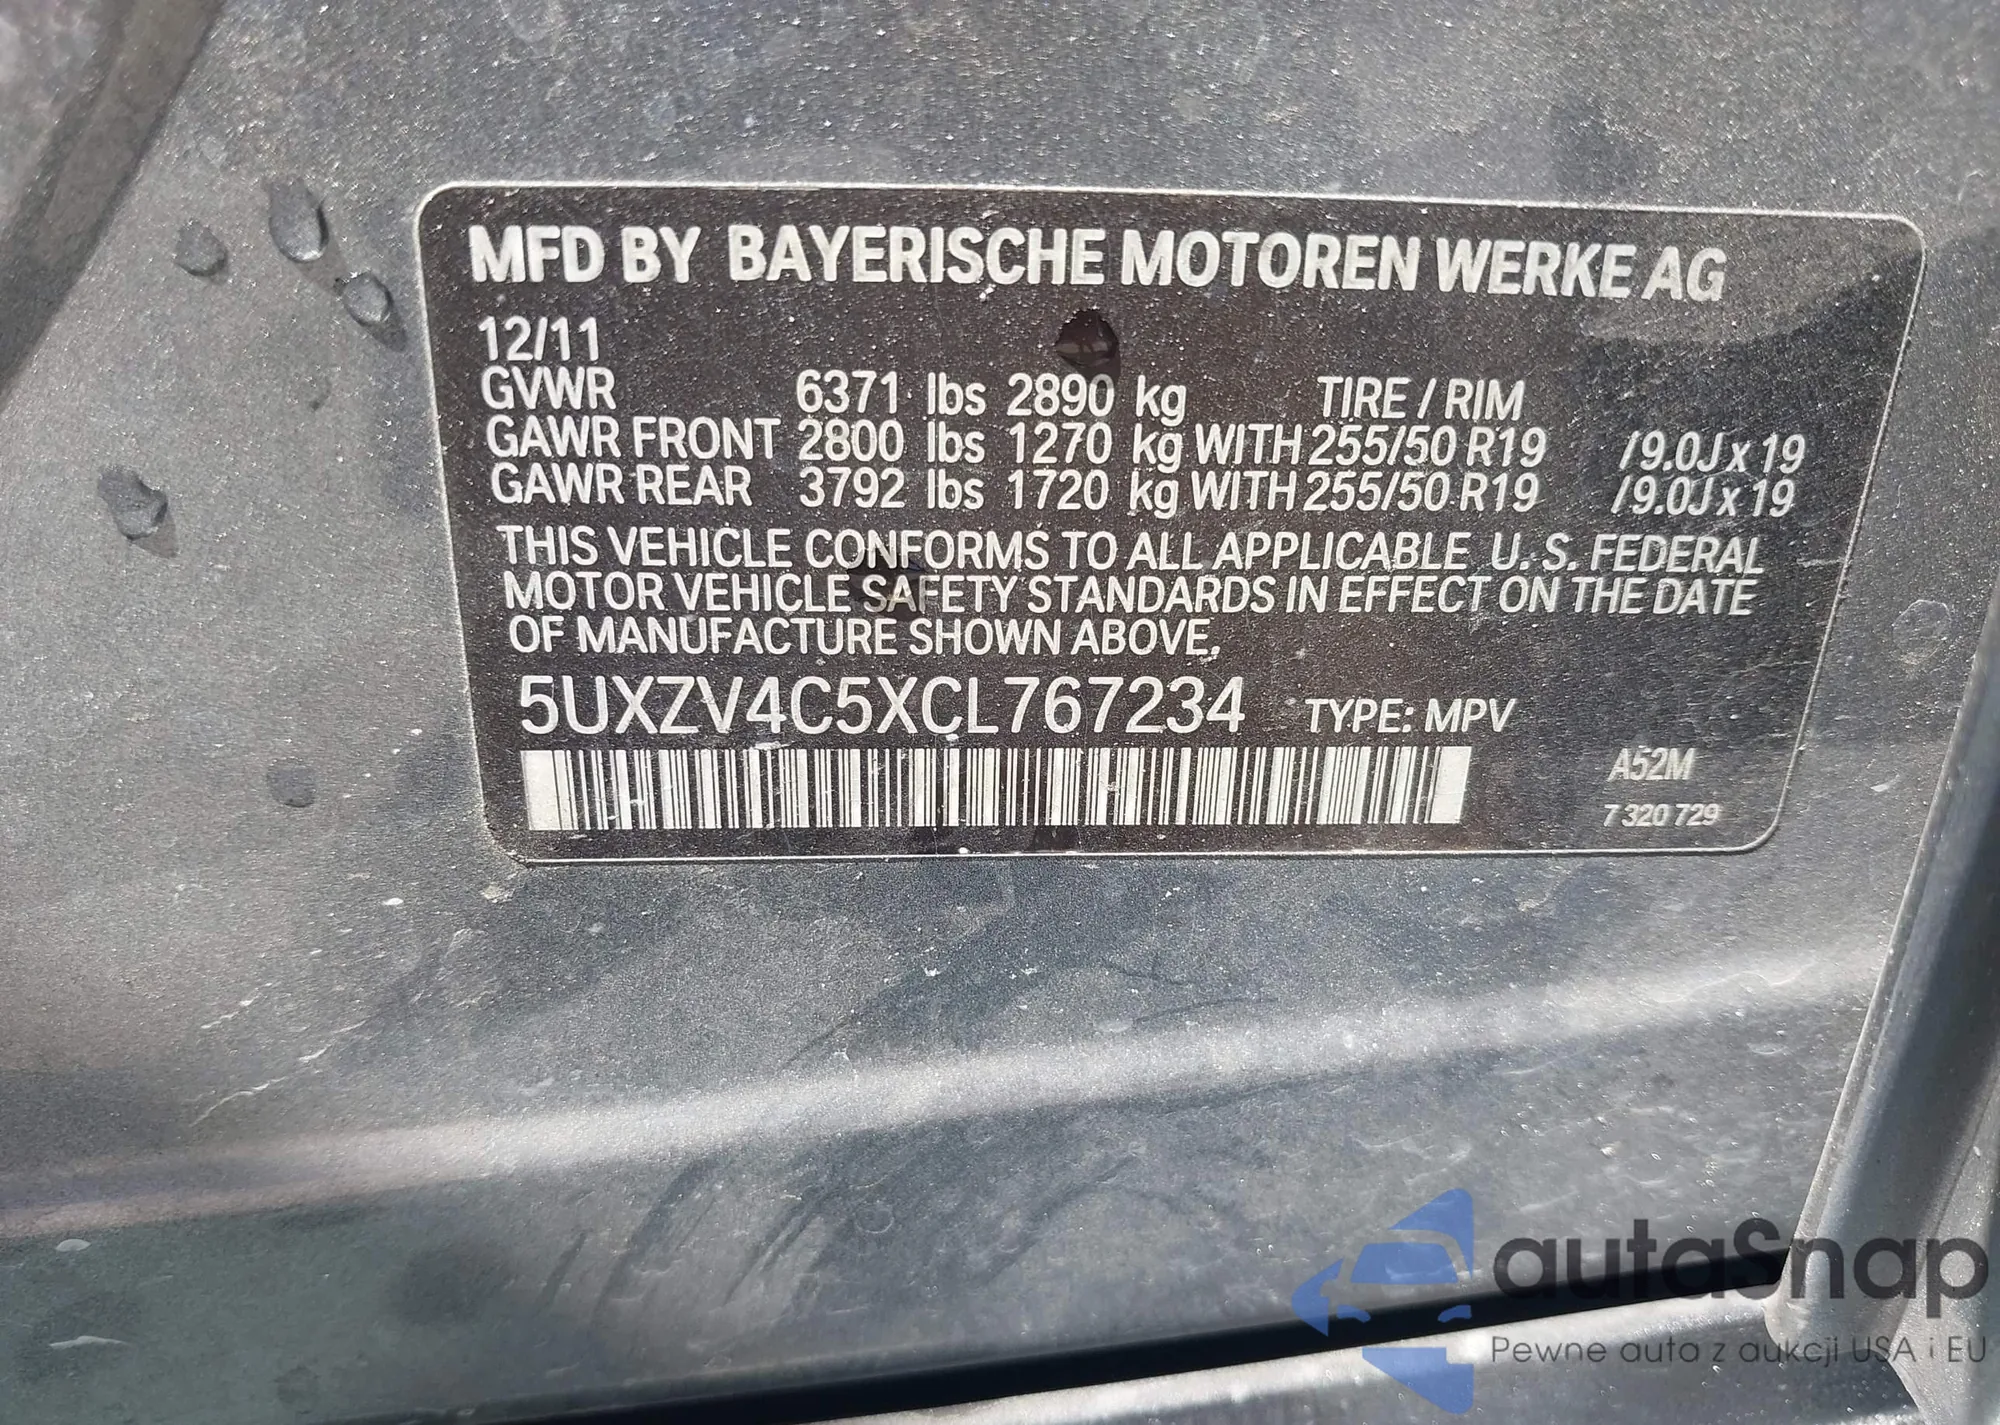 MFD BY BAYERISCHE MOTOREN WERKE AG
12/11
GVWR 6371 lbs 2890 kg TIRE / RIM
GAWR FRONT 2800 lbs 1270 kg WITH 255/50 R19 /9.0J x 19
GAWR REAR 3792 lbs 1720 kg WITH 255/50 R19 /9.0J x 19
THIS VEHICLE CONFORMS TO ALL APPLICABLE U.S. FEDERAL
MOTOR VEHICLE SAFETY STANDARDS IN EFFECT ON THE DATE
OF MANUFACTURE SHOWN ABOVE.
5UXZV4C5XCL767234 TYPE: MPV
A52M
7 320 729
autaSnap
Pewne auta z aukcji USA i EU